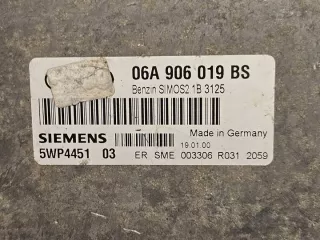 06A 906 019 BS
Benzin SIMOS2 1B 3125
Made in Germany
SIEMENS
19.01.00
5WP4451 03
ER SME 003306 R031 2059